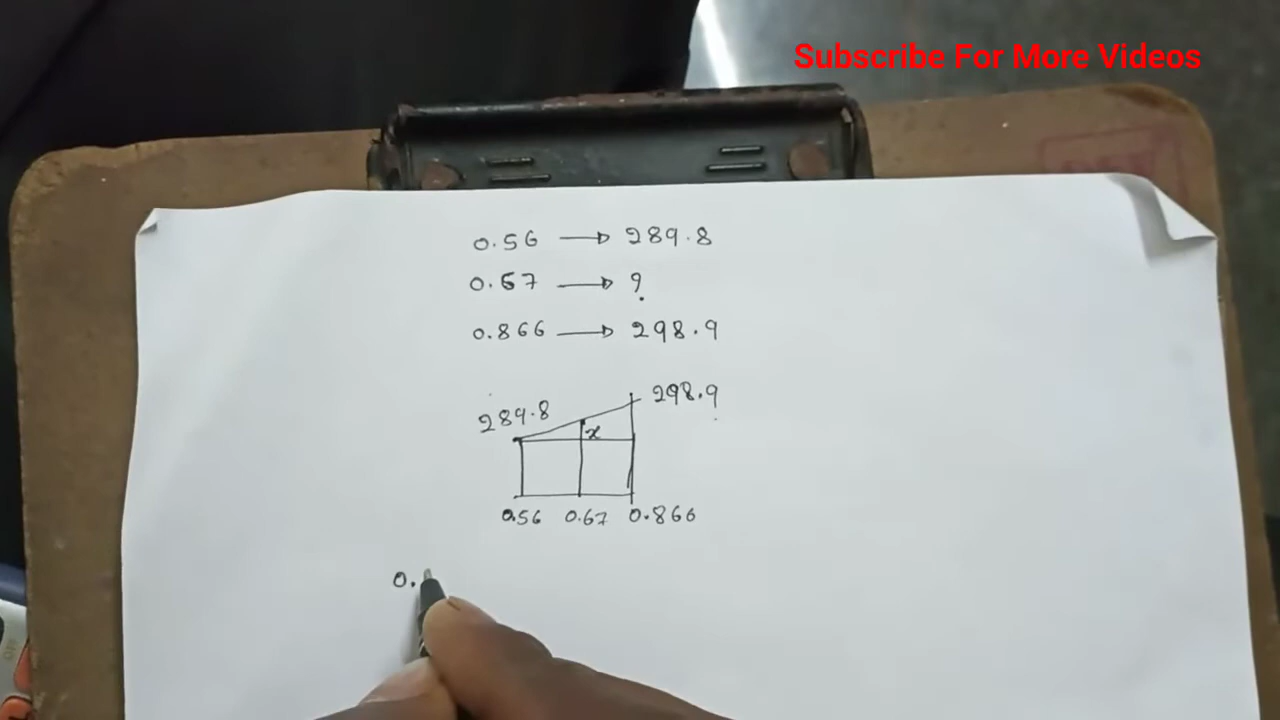 Subscribe For More Videos
0.56 → 289.8
0.67 → ?
0.866 → 298.9
298.9
289.8
x
0.56 0.67 0.866
0.